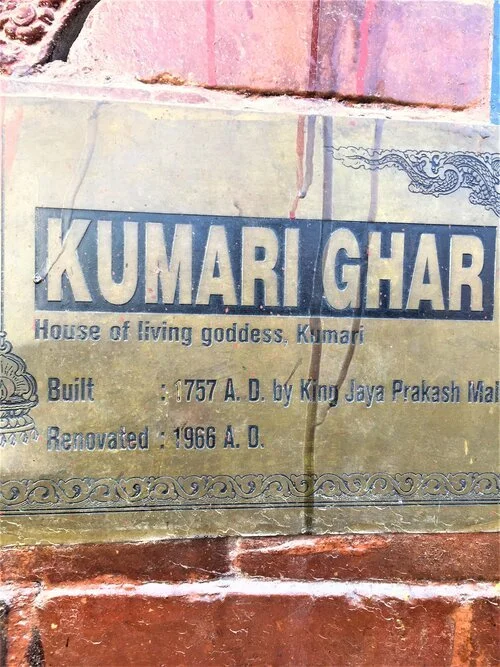 KUMARI GHAR
House of living goddess, Kumari
Built : 1757 A. D. by King Jaya Prakash Mal
Renovated : 1966 A. D.